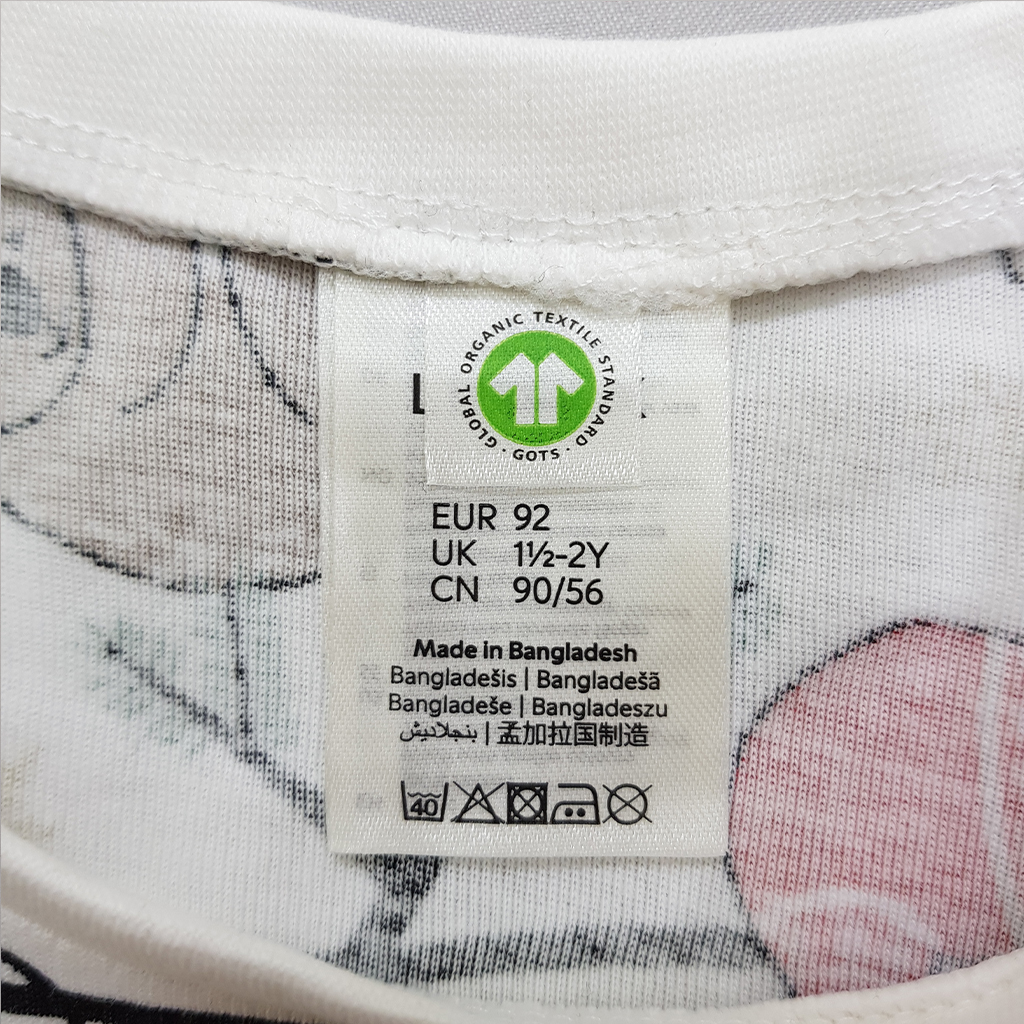 GLOBAL ORGANIC TEXTILE STANDARD · GOTS ·
EUR 92
UK 1½-2Y
CN 90/56
Made in Bangladesh
Bangladešis | Bangladešā
Bangladeše | Bangladeszu
بنجلاديش | 孟加拉国制造
40